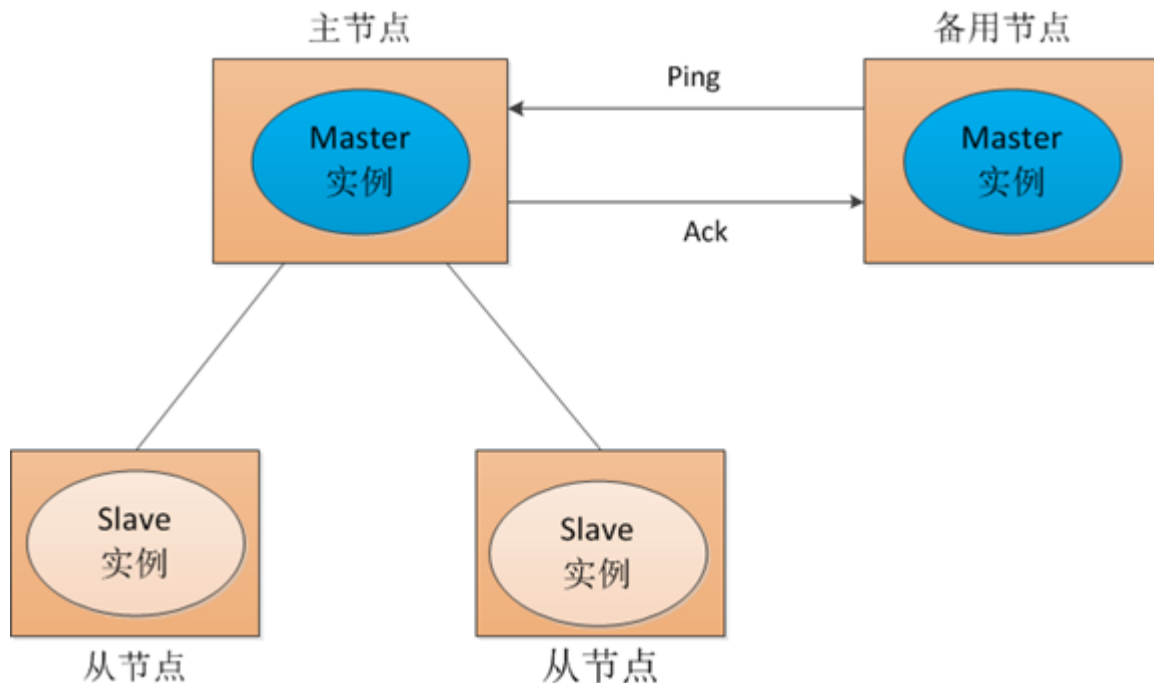 主节点
备用节点
Ping
Master
实例
Master
实例
Ack
Slave
实例
Slave
实例
从节点
从节点